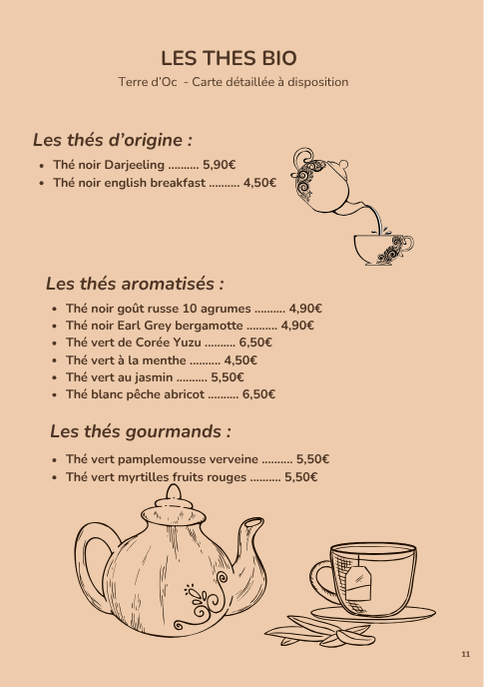 LES THES BIO
Terre d’Oc - Carte détaillée à disposition
Les thés d’origine :
• Thé noir Darjeeling .......... 5,90€
• Thé noir english breakfast .......... 4,50€
Les thés aromatisés :
• Thé noir goût russe 10 agrumes .......... 4,90€
• Thé noir Earl Grey bergamotte .......... 4,90€
• Thé vert de Corée Yuzu .......... 6,50€
• Thé vert à la menthe .......... 4,50€
• Thé vert au jasmin .......... 5,50€
• Thé blanc pêche abricot .......... 6,50€
Les thés gourmands :
• Thé vert pamplemousse verveine .......... 5,50€
• Thé vert myrtilles fruits rouges .......... 5,50€
11